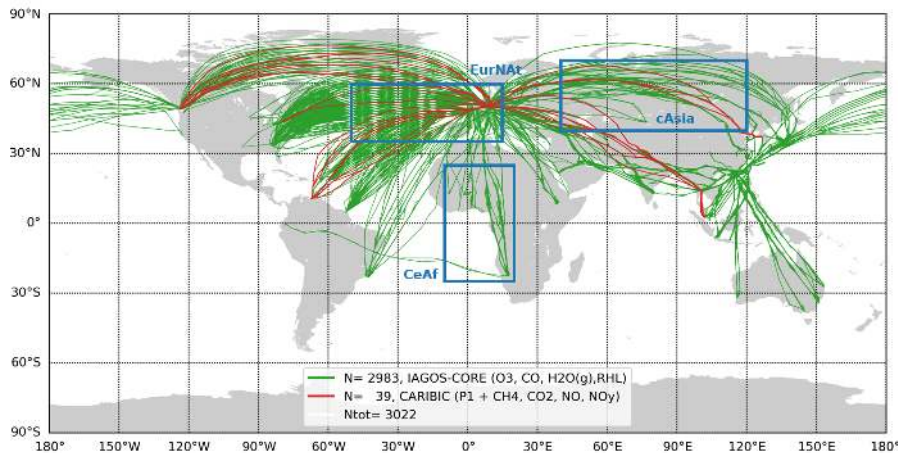 90°N
60°N
30°N
0°
30°S
60°S
90°S
EurNAt
cAsia
CeAf
N= 2983, IAGOS-CORE (O3, CO, H2O(g),RHL)
N= 39, CARIBIC (P1 + CH4, CO2, NO, NOy)
Ntot= 3022
180° 150°W 120°W 90°W 60°W 30°W 0° 30°E 60°E 90°E 120°E 150°E 180°